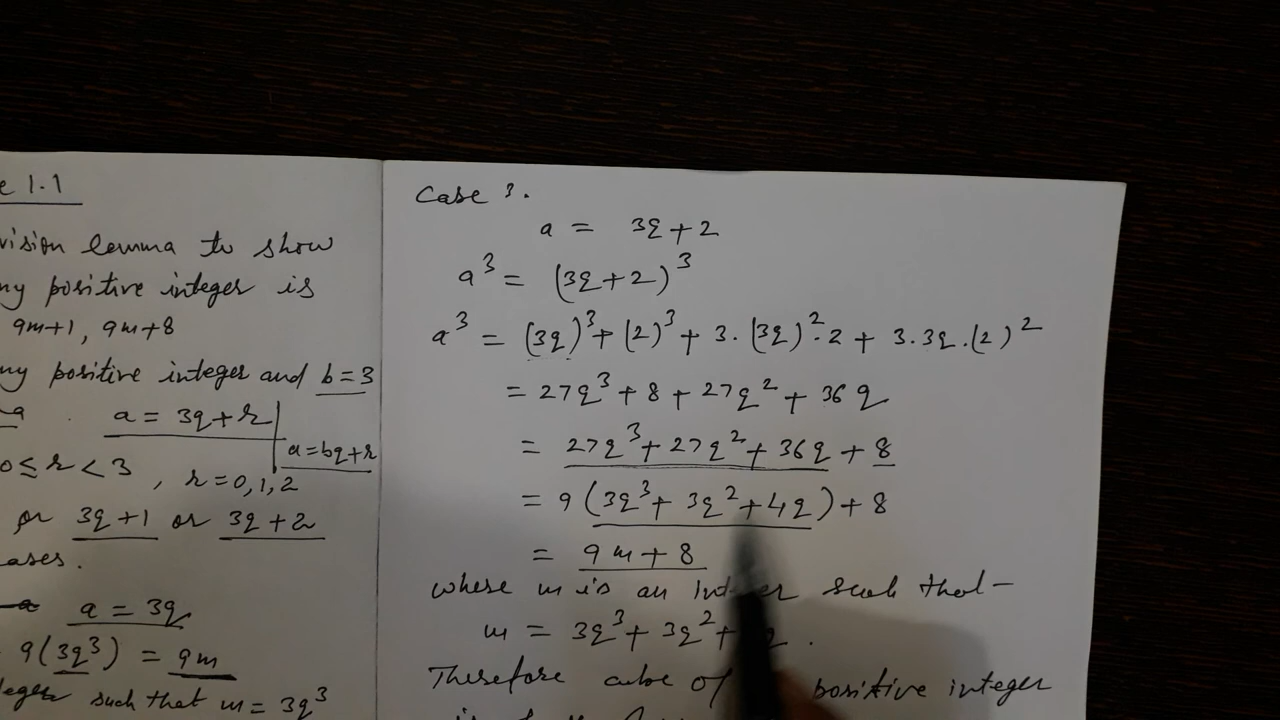 e 1.1
vision lemma to show
ny positive integer is
9m+1, 9m+8
ny positive integer and b=3
a = 3q+r
a=bq+r
0 ≤ r < 3 , r = 0,1,2
or 3q+1 or 3q+2
ases.
a = 3q
9(3q³) = 9m
teger such that m = 3q³
Case 3.
a = 3q+2
a³ = (3q+2)³
a³ = (3q)³+(2)³ + 3.(3q)².2 + 3.3q.(2)²
= 27q³ + 8 + 27q² + 36q
= 27q³ + 27q² + 36q + 8
= 9(3q³ + 3q² + 4q) + 8
= 9m+8
where m is an such that –
m = 3q³ + 3q² + q .
Therefore cube of positive integer